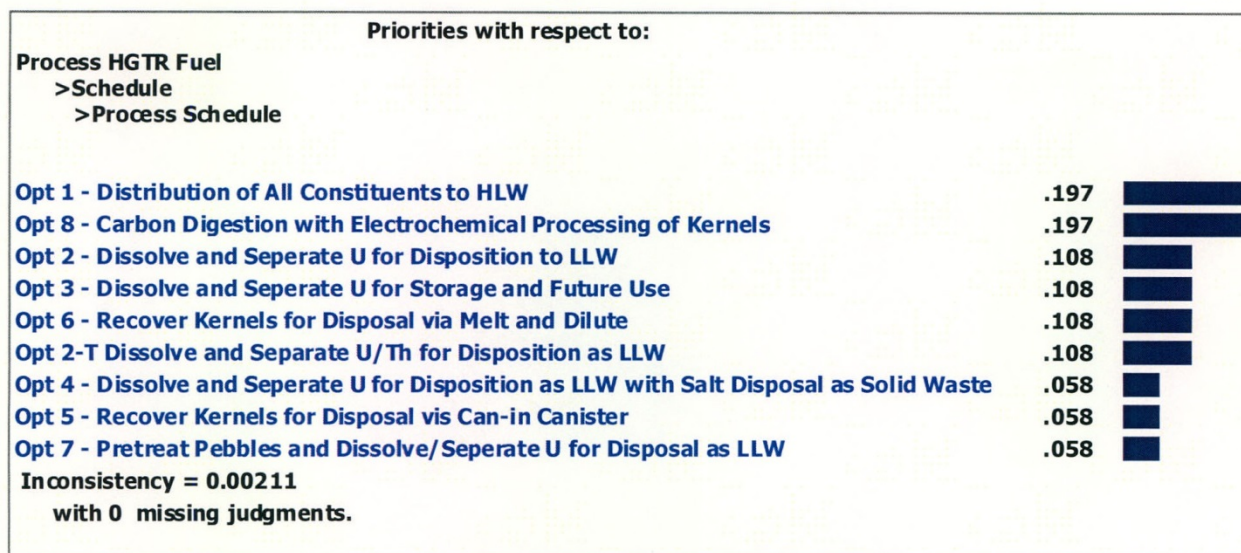 Priorities with respect to:
Process HGTR Fuel
>Schedule
>Process Schedule
Opt 1 - Distribution of All Constituents to HLW .197
Opt 8 - Carbon Digestion with Electrochemical Processing of Kernels .197
Opt 2 - Dissolve and Seperate U for Disposition to LLW .108
Opt 3 - Dissolve and Seperate U for Storage and Future Use .108
Opt 6 - Recover Kernels for Disposal via Melt and Dilute .108
Opt 2-T Dissolve and Separate U/Th for Disposition as LLW .108
Opt 4 - Dissolve and Seperate U for Disposition as LLW with Salt Disposal as Solid Waste .058
Opt 5 - Recover Kernels for Disposal vis Can-in Canister .058
Opt 7 - Pretreat Pebbles and Dissolve/Seperate U for Disposal as LLW .058
Inconsistency = 0.00211
with 0 missing judgments.